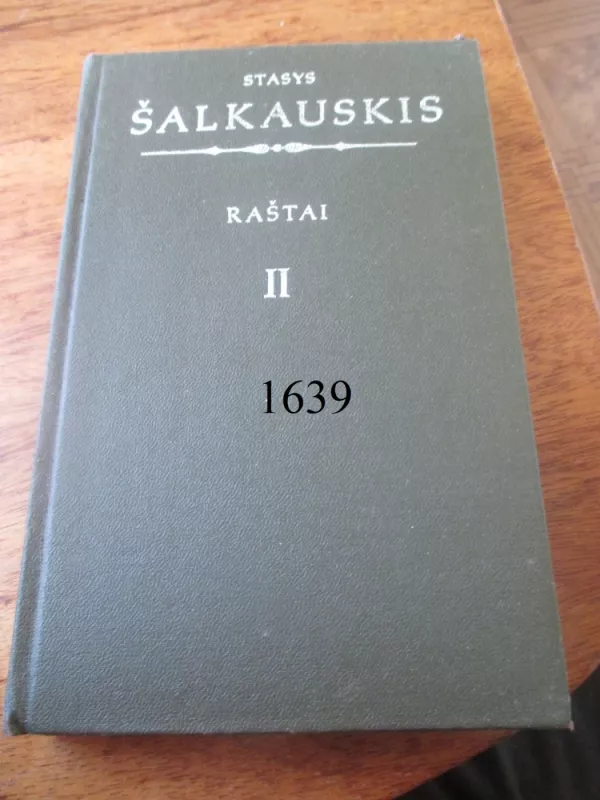 STASYS
ŠALKAUSKIS
RAŠTAI
II
1639